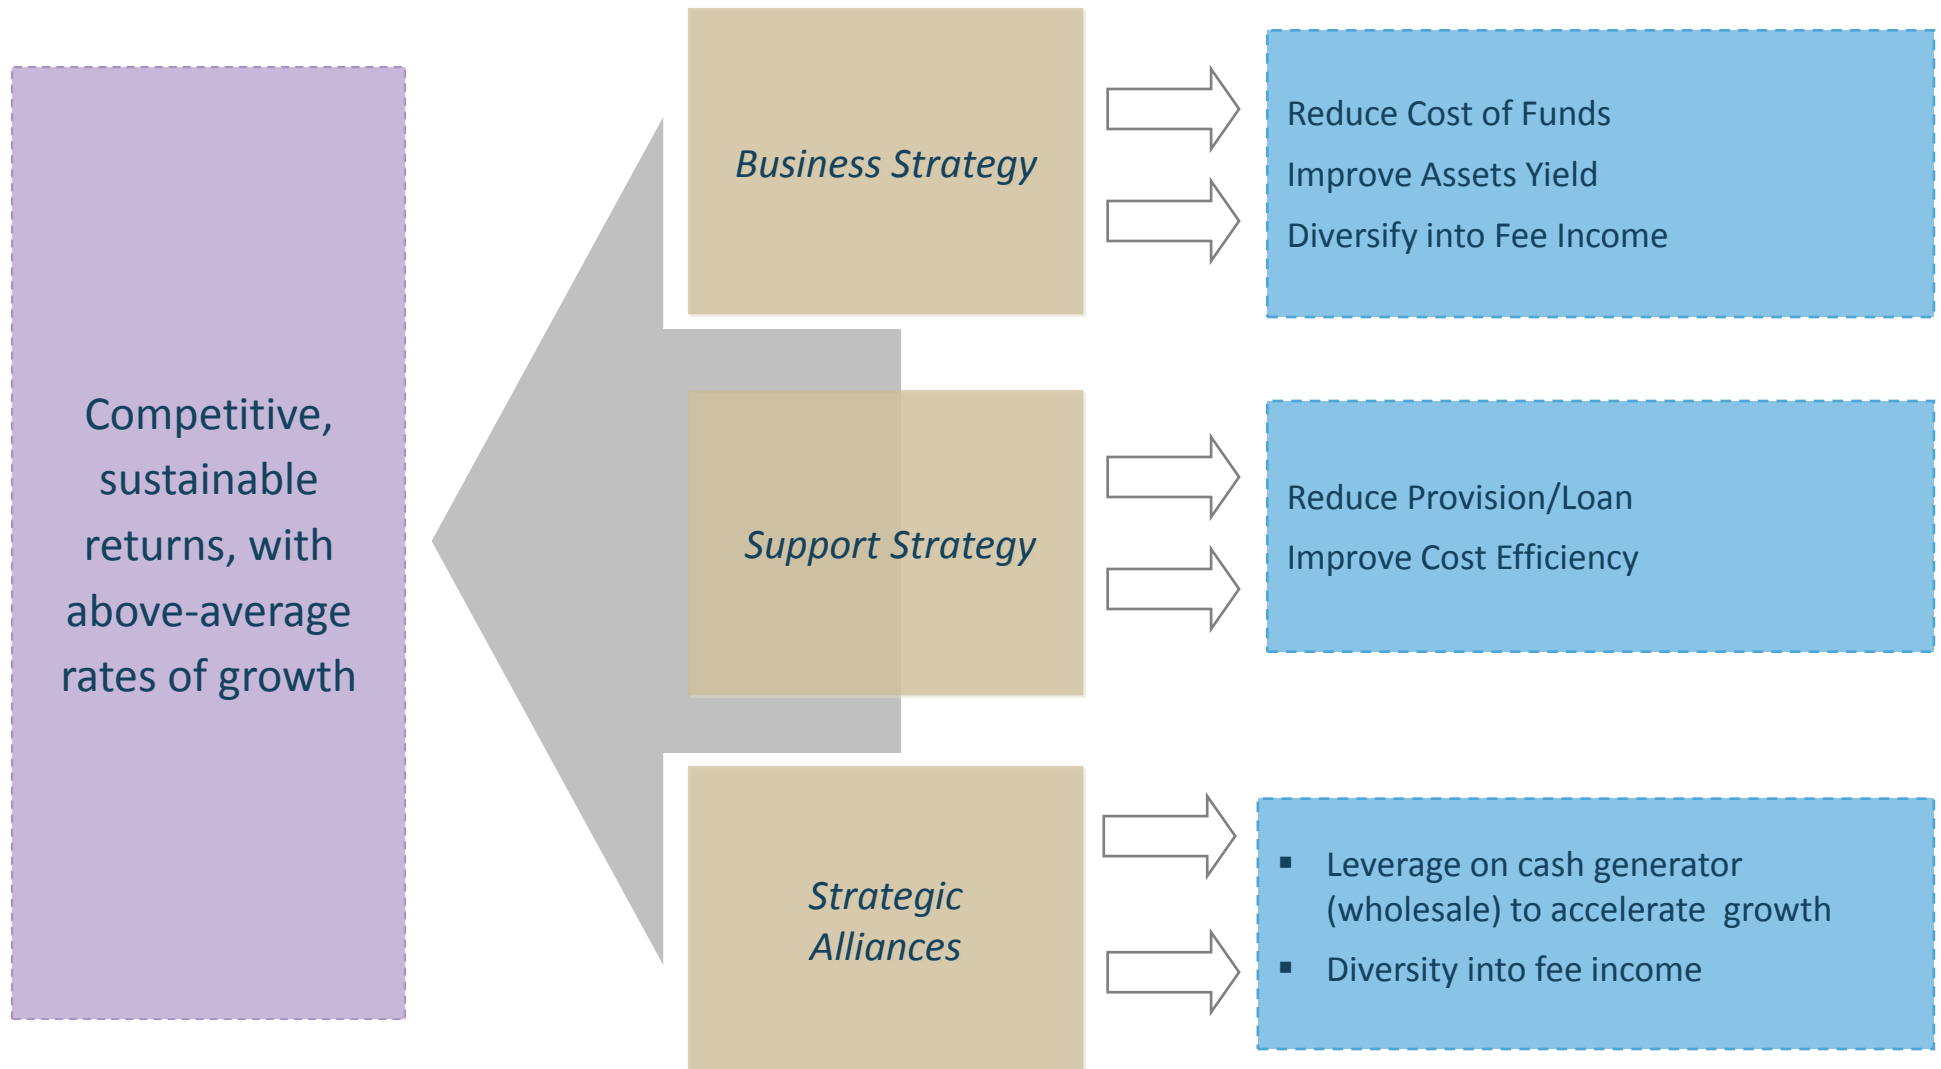 Competitive,
sustainable
returns, with
above-average
rates of growth
Business Strategy
Reduce Cost of Funds
Improve Assets Yield
Diversify into Fee Income
Support Strategy
Reduce Provision/Loan
Improve Cost Efficiency
Strategic
Alliances
▪ Leverage on cash generator
(wholesale) to accelerate growth
▪ Diversity into fee income